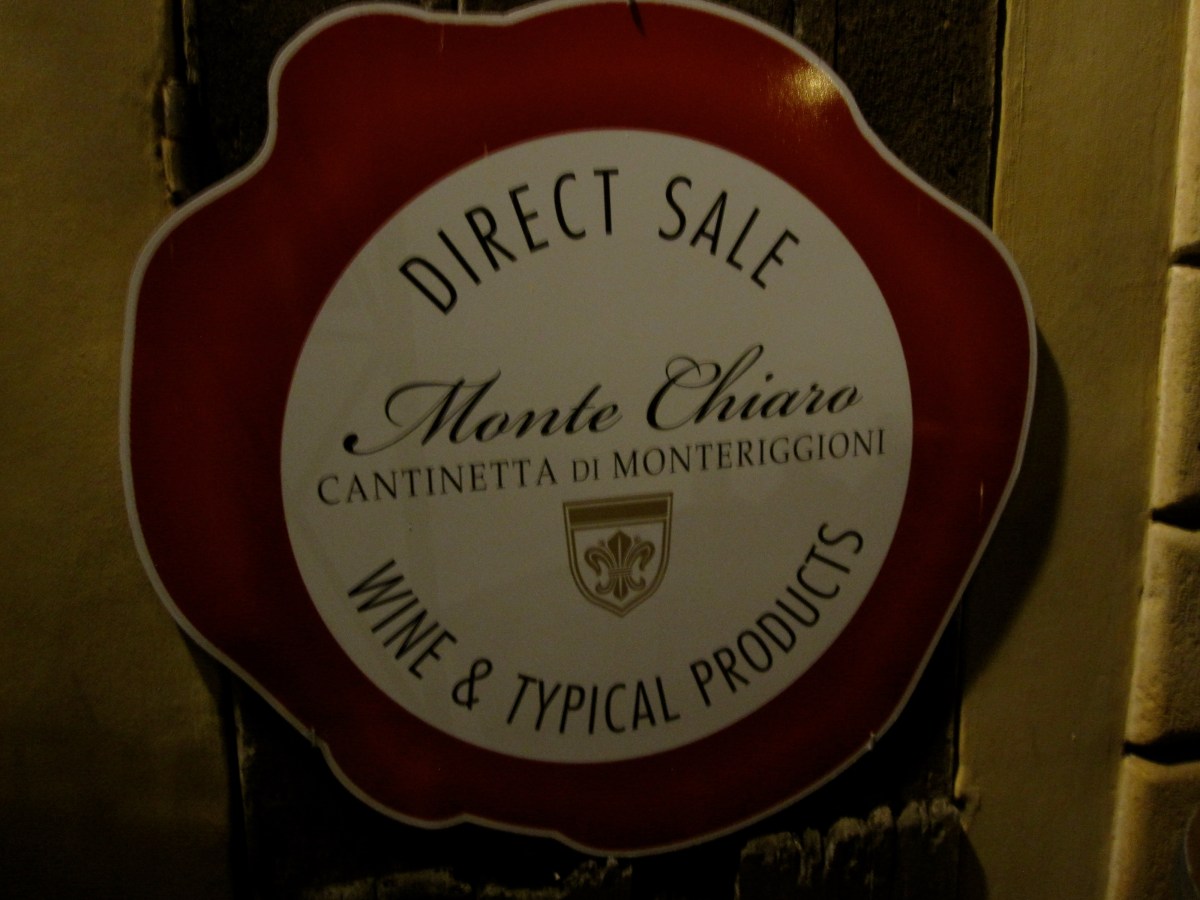 DIRECT SALE
Monte Chiaro
CANTINETTA DI MONTERIGGIONI
WINE & TYPICAL PRODUCTS